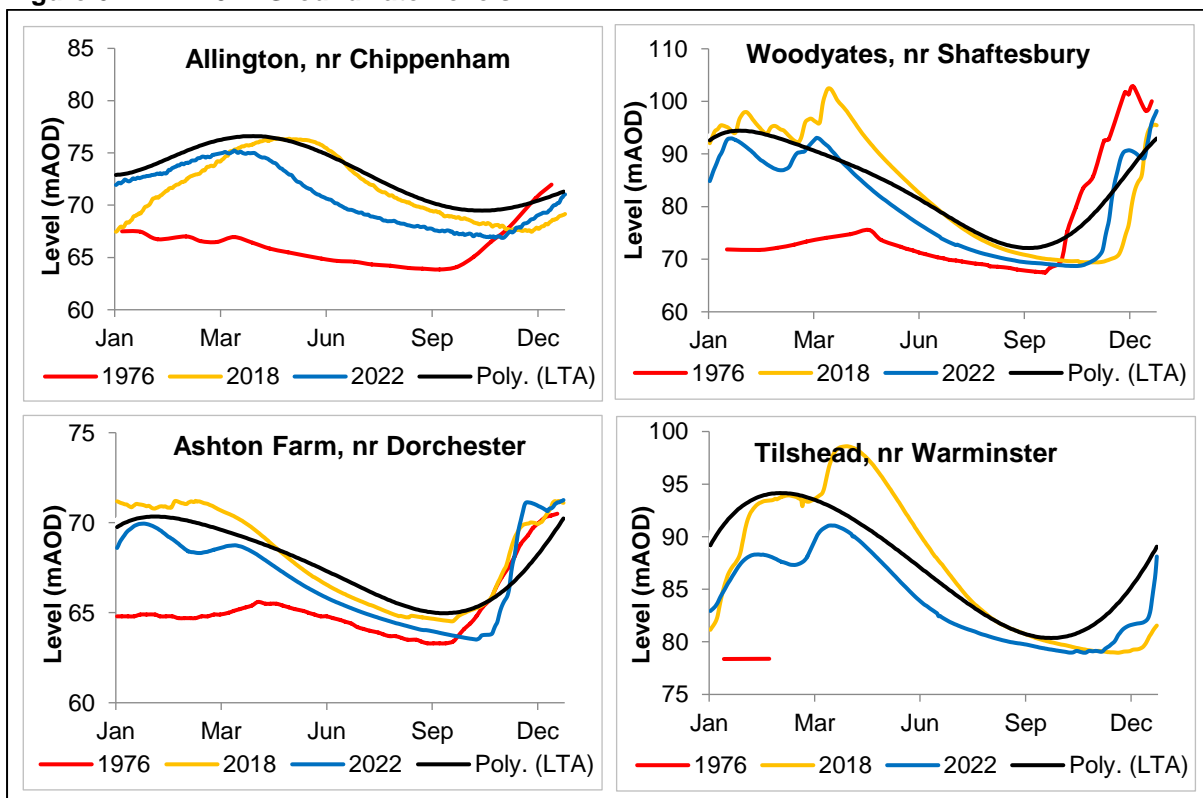 Allington, nr Chippenham
Level (mAOD)
85
80
75
70
65
60
Jan Mar Jun Sep Dec
1976 2018 2022 Poly. (LTA)
Woodyates, nr Shaftesbury
Level (mAOD)
110
100
90
80
70
60
Jan Mar Jun Sep Dec
1976 2018 2022 Poly. (LTA)
Ashton Farm, nr Dorchester
Level (mAOD)
75
70
65
60
Jan Mar Jun Sep Dec
1976 2018 2022 Poly. (LTA)
Tilshead, nr Warminster
Level (mAOD)
100
95
90
85
80
75
Jan Mar Jun Sep Dec
1976 2018 2022 Poly. (LTA)